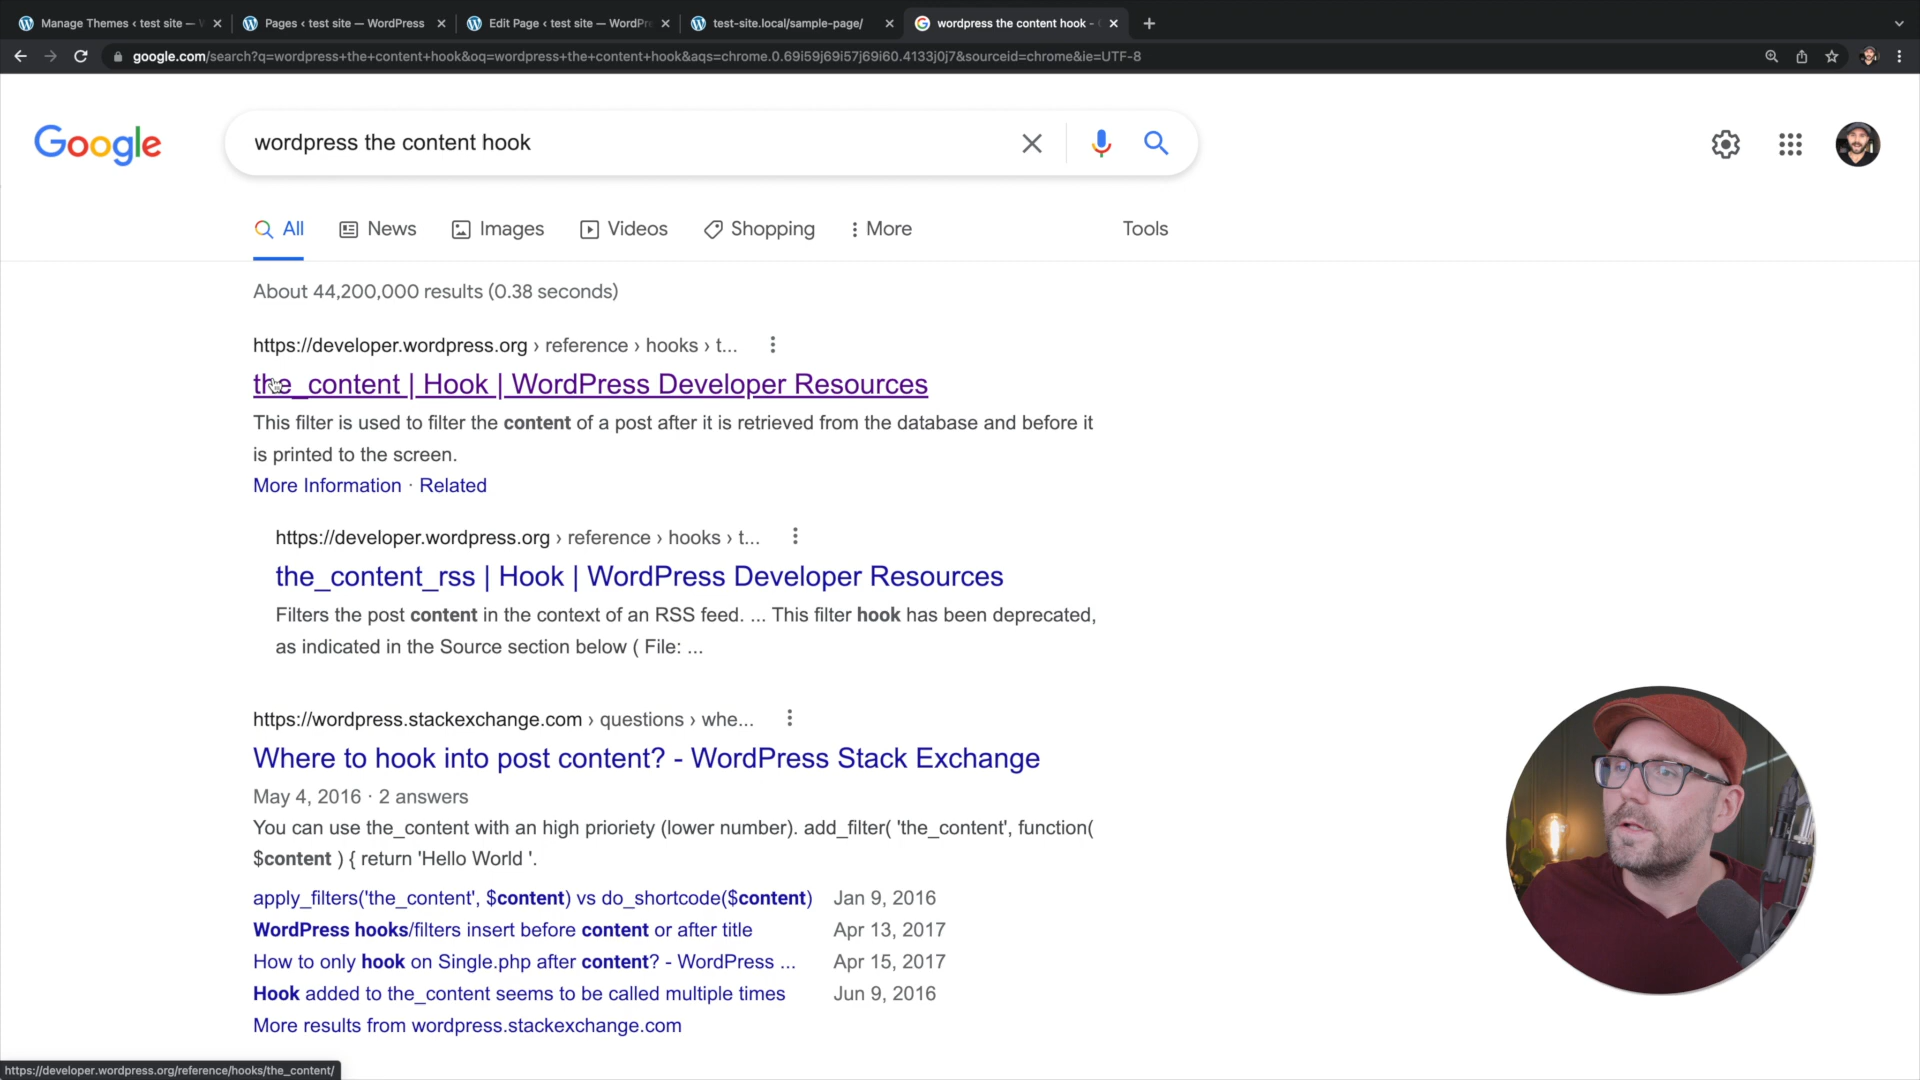 Manage Themes ‹ test site —
Pages ‹ test site — WordPress
Edit Page ‹ test site — WordPr
test-site.local/sample-page/
wordpress the content hook -
google.com/search?q=wordpress+the+content+hook&oq=wordpress+the+content+hook&aqs=chrome.0.69i59j69i57j69i60.4133j0j7&sourceid=chrome&ie=UTF-8
Google
wordpress the content hook
All
News
Images
Videos
Shopping
More
Tools
About 44,200,000 results (0.38 seconds)
https://developer.wordpress.org › reference › hooks › t...
the_content | Hook | WordPress Developer Resources
This filter is used to filter the content of a post after it is retrieved from the database and before it
is printed to the screen.
More Information · Related
https://developer.wordpress.org › reference › hooks › t...
the_content_rss | Hook | WordPress Developer Resources
Filters the post content in the context of an RSS feed. ... This filter hook has been deprecated,
as indicated in the Source section below ( File: ...
https://wordpress.stackexchange.com › questions › whe...
Where to hook into post content? - WordPress Stack Exchange
May 4, 2016 · 2 answers
You can use the_content with an high prioriety (lower number). add_filter( 'the_content', function(
$content ) { return 'Hello World '.
apply_filters('the_content', $content) vs do_shortcode($content) Jan 9, 2016
WordPress hooks/filters insert before content or after title Apr 13, 2017
How to only hook on Single.php after content? - WordPress ... Apr 15, 2017
Hook added to the_content seems to be called multiple times Jun 9, 2016
More results from wordpress.stackexchange.com
https://developer.wordpress.org/reference/hooks/the_content/